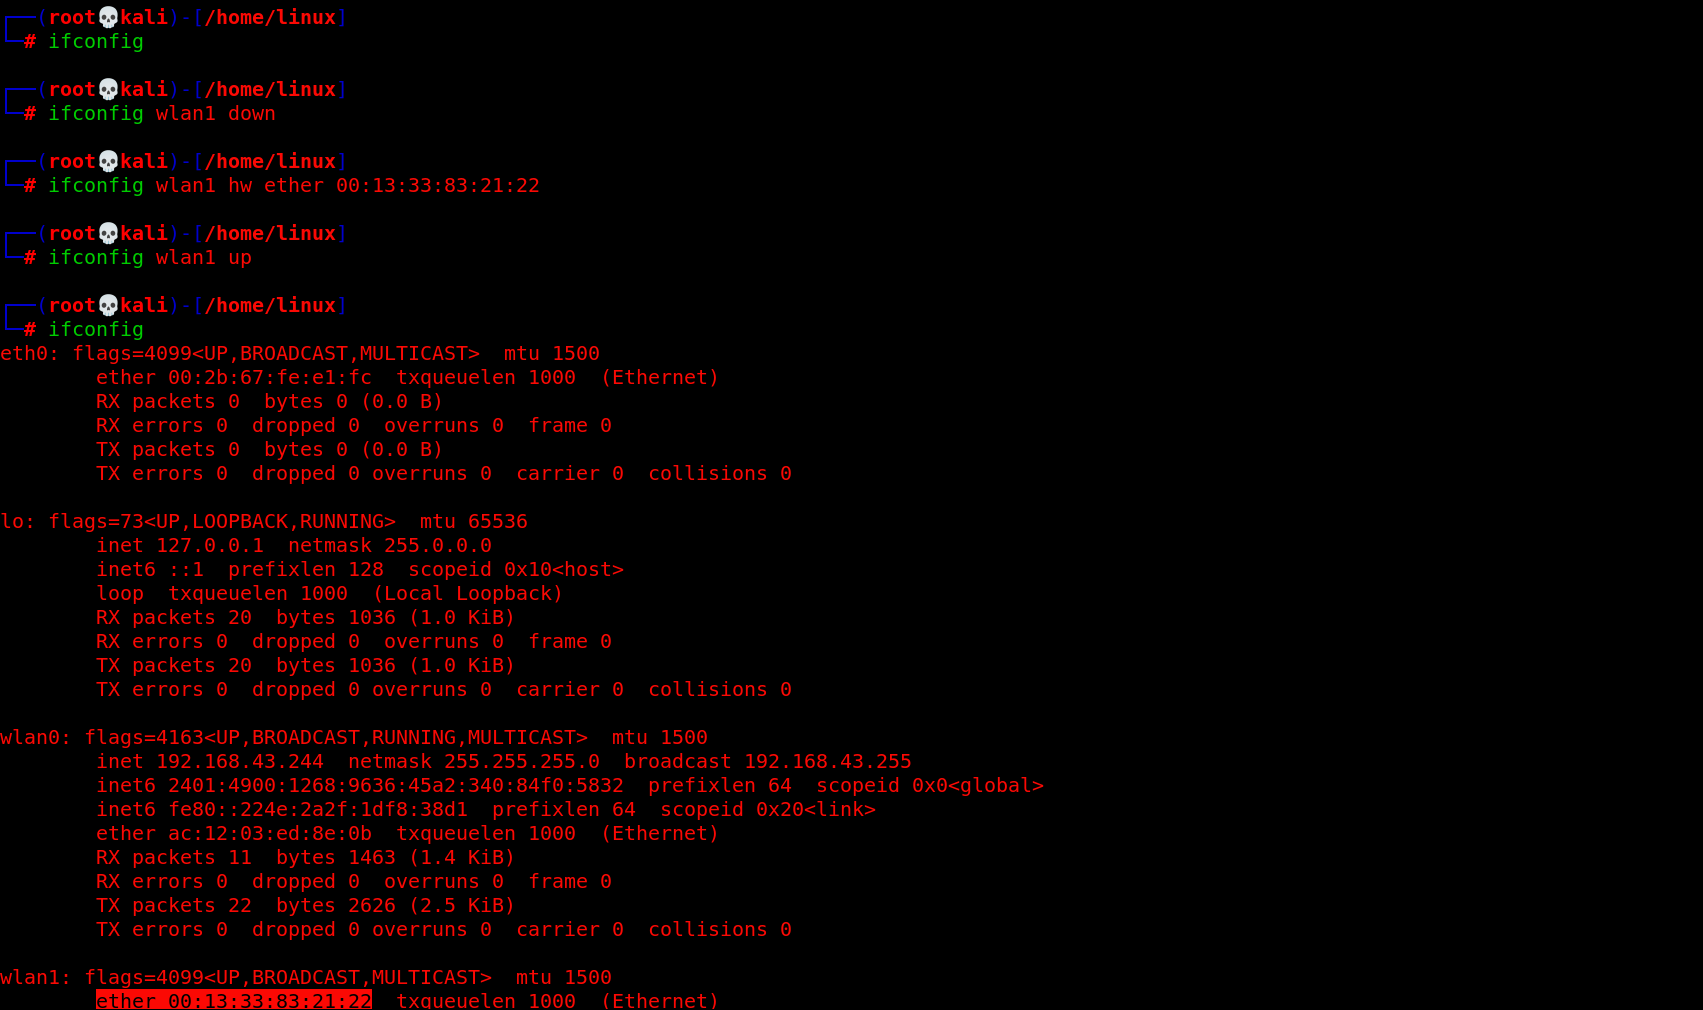 ┌──(root💀kali)-[/home/linux]
└─# ifconfig
┌──(root💀kali)-[/home/linux]
└─# ifconfig wlan1 down
┌──(root💀kali)-[/home/linux]
└─# ifconfig wlan1 hw ether 00:13:33:83:21:22
┌──(root💀kali)-[/home/linux]
└─# ifconfig wlan1 up
┌──(root💀kali)-[/home/linux]
└─# ifconfig
eth0: flags=4099<UP,BROADCAST,MULTICAST>  mtu 1500
        ether 00:2b:67:fe:e1:fc  txqueuelen 1000  (Ethernet)
        RX packets 0  bytes 0 (0.0 B)
        RX errors 0  dropped 0  overruns 0  frame 0
        TX packets 0  bytes 0 (0.0 B)
        TX errors 0  dropped 0 overruns 0  carrier 0  collisions 0
lo: flags=73<UP,LOOPBACK,RUNNING>  mtu 65536
        inet 127.0.0.1  netmask 255.0.0.0
        inet6 ::1  prefixlen 128  scopeid 0x10<host>
        loop  txqueuelen 1000  (Local Loopback)
        RX packets 20  bytes 1036 (1.0 KiB)
        RX errors 0  dropped 0  overruns 0  frame 0
        TX packets 20  bytes 1036 (1.0 KiB)
        TX errors 0  dropped 0 overruns 0  carrier 0  collisions 0
wlan0: flags=4163<UP,BROADCAST,RUNNING,MULTICAST>  mtu 1500
        inet 192.168.43.244  netmask 255.255.255.0  broadcast 192.168.43.255
        inet6 2401:4900:1268:9636:45a2:340:84f0:5832  prefixlen 64  scopeid 0x0<global>
        inet6 fe80::224e:2a2f:1df8:38d1  prefixlen 64  scopeid 0x20<link>
        ether ac:12:03:ed:8e:0b  txqueuelen 1000  (Ethernet)
        RX packets 11  bytes 1463 (1.4 KiB)
        RX errors 0  dropped 0  overruns 0  frame 0
        TX packets 22  bytes 2626 (2.5 KiB)
        TX errors 0  dropped 0 overruns 0  carrier 0  collisions 0
wlan1: flags=4099<UP,BROADCAST,MULTICAST>  mtu 1500
        ether 00:13:33:83:21:22  txqueuelen 1000  (Ethernet)